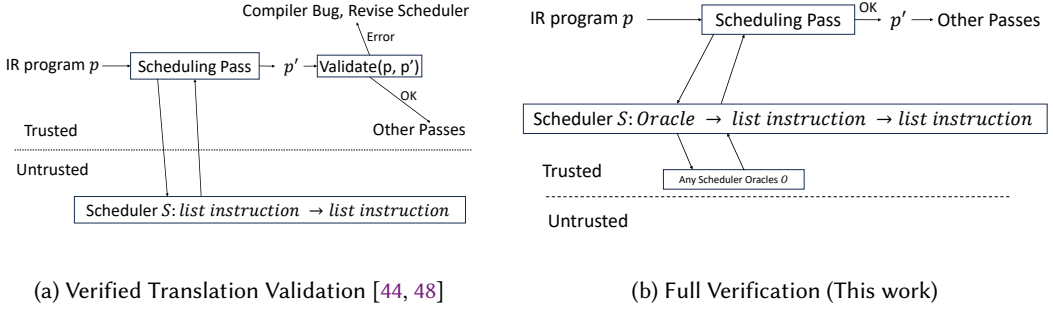 Compiler Bug, Revise Scheduler
Error
IR program p
Scheduling Pass
p′
Validate(p, p′)
OK
Other Passes
Trusted
Untrusted
Scheduler S: list instruction → list instruction
(a) Verified Translation Validation [44, 48]
IR program p
Scheduling Pass
OK
p′
Other Passes
Scheduler S: Oracle → list instruction → list instruction
Trusted
Any Scheduler Oracles O
Untrusted
(b) Full Verification (This work)